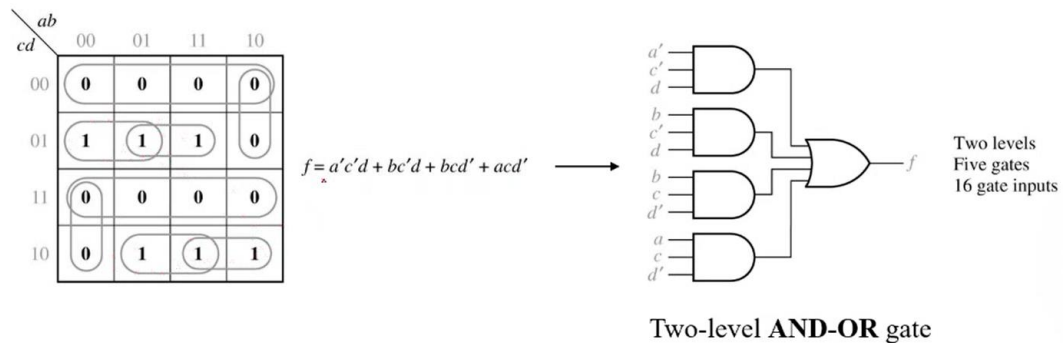 ab
cd
00 01 11 10
00 0 0 0 0
01 1 1 1 0
11 0 0 0 0
10 0 1 1 1
f = a'c'd + bc'd + bcd' + acd'
a'
c'
d
b
c'
d
b
c
d'
a
c
d'
f
Two levels
Five gates
16 gate inputs
Two-level AND-OR gate